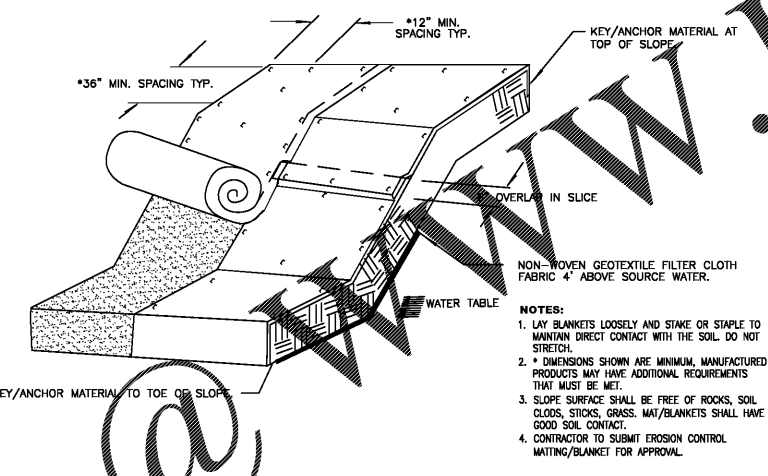 *12" MIN.
SPACING TYP.
KEY/ANCHOR MATERIAL AT
TOP OF SLOPE
*36" MIN. SPACING TYP.
OVERLAP IN SLICE
NON-WOVEN GEOTEXTILE FILTER CLOTH
FABRIC 4' ABOVE SOURCE WATER.
WATER TABLE
EY/ANCHOR MATERIAL TO TOE OF SLOPE.
NOTES:
1. LAY BLANKETS LOOSELY AND STAKE OR STAPLE TO
MAINTAIN DIRECT CONTACT WITH THE SOIL. DO NOT
STRETCH.
2. * DIMENSIONS SHOWN ARE MINIMUM, MANUFACTURED
PRODUCTS MAY HAVE ADDITIONAL REQUIREMENTS
THAT MUST BE MET.
3. SLOPE SURFACE SHALL BE FREE OF ROCKS, SOIL
CLODS, STICKS, GRASS. MAT/BLANKETS SHALL HAVE
GOOD SOIL CONTACT.
4. CONTRACTOR TO SUBMIT EROSION CONTROL
MATTING/BLANKET FOR APPROVAL.
@ www.